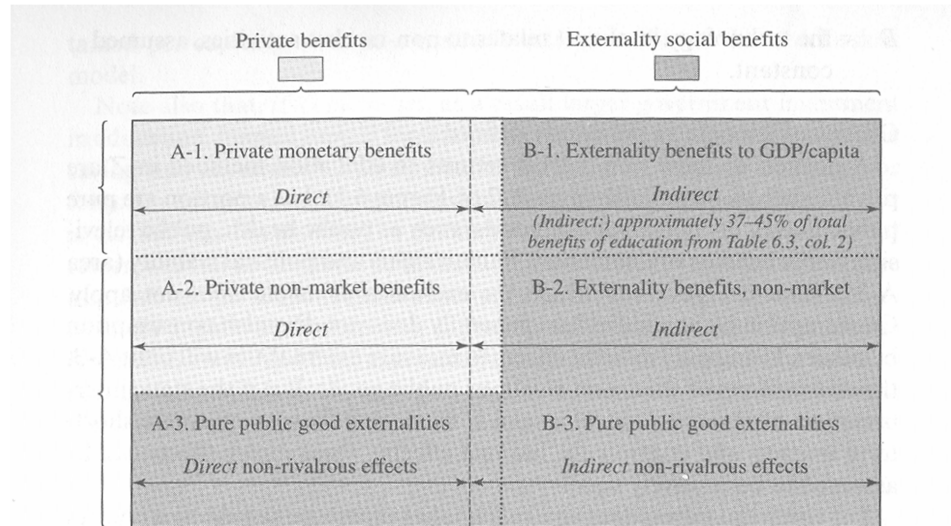 Private benefits
Externality social benefits
A-1. Private monetary benefits
B-1. Externality benefits to GDP/capita
Direct
Indirect
(Indirect:) approximately 37–45% of total
benefits of education from Table 6.3, col. 2)
A-2. Private non-market benefits
B-2. Externality benefits, non-market
Direct
Indirect
A-3. Pure public good externalities
B-3. Pure public good externalities
Direct non-rivalrous effects
Indirect non-rivalrous effects